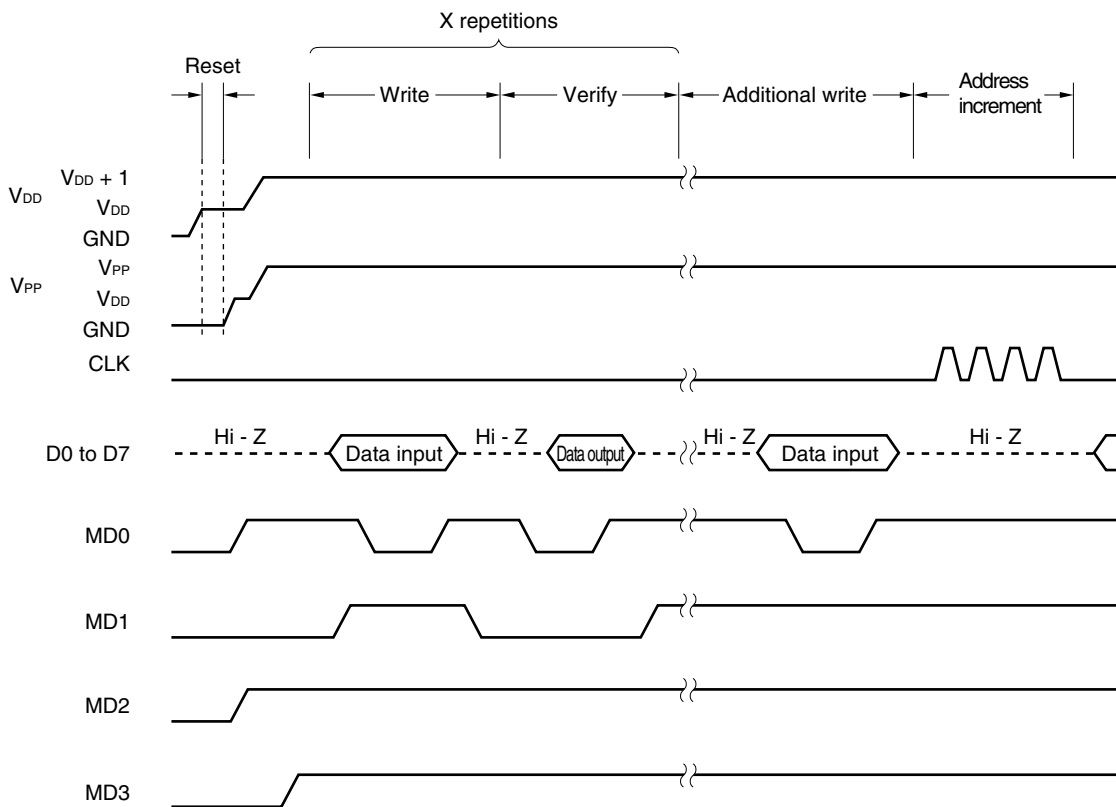 X repetitions
Reset
Write
Verify
Additional write
Address
increment
VDD + 1
VDD
VDD
GND
VPP
VPP
VDD
GND
CLK
Hi - Z
Hi - Z
Hi - Z
Hi - Z
D0 to D7
Data input
Data output
Data input
MD0
MD1
MD2
MD3